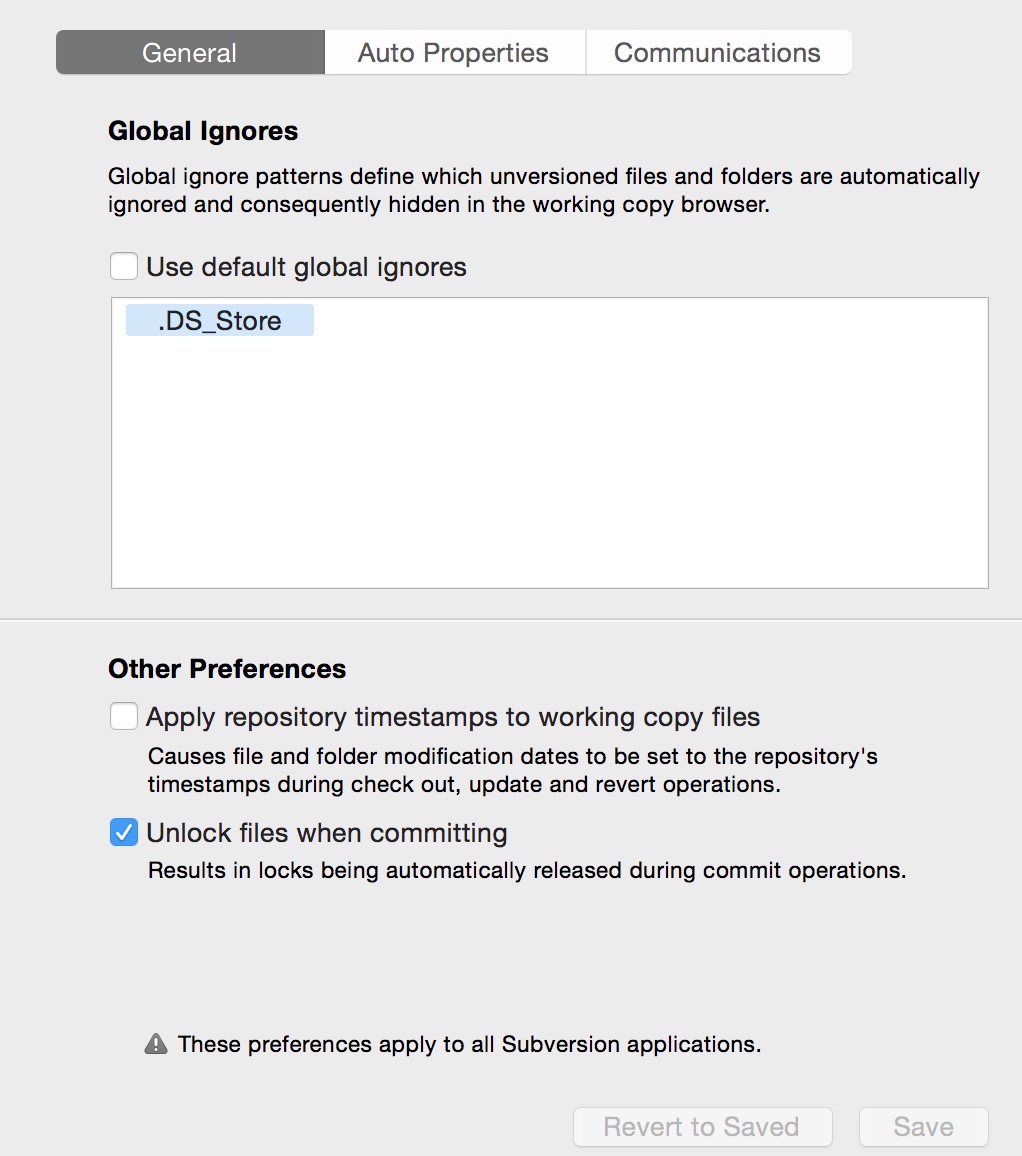 General Auto Properties Communications
Global Ignores
Global ignore patterns define which unversioned files and folders are automatically
ignored and consequently hidden in the working copy browser.
Use default global ignores
.DS_Store
Other Preferences
Apply repository timestamps to working copy files
Causes file and folder modification dates to be set to the repository's
timestamps during check out, update and revert operations.
Unlock files when committing
Results in locks being automatically released during commit operations.
These preferences apply to all Subversion applications.
Revert to Saved Save